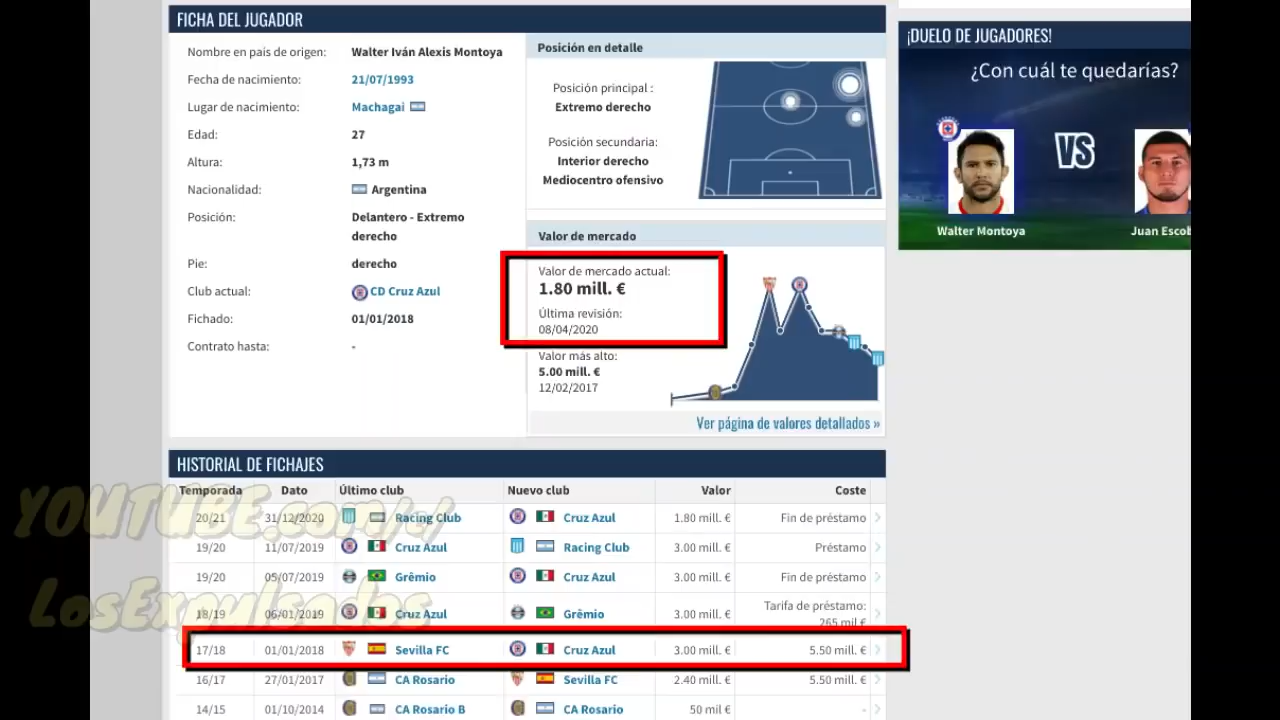 FICHA DEL JUGADOR
Nombre en país de origen: Walter Iván Alexis Montoya
Fecha de nacimiento: 21/07/1993
Lugar de nacimiento: Machagai
Edad: 27
Altura: 1,73 m
Nacionalidad: Argentina
Posición: Delantero - Extremo
derecho
Pie: derecho
Club actual: CD Cruz Azul
Fichado: 01/01/2018
Contrato hasta: -
Posición en detalle
Posición principal :
Extremo derecho
Posición secundaria:
Interior derecho
Mediocentro ofensivo
Valor de mercado
Valor de mercado actual:
1.80 mill. €
Última revisión:
08/04/2020
Valor más alto:
5.00 mill. €
12/02/2017
Ver página de valores detallados »
¡DUELO DE JUGADORES!
¿Con cuál te quedarías?
VS
Walter Montoya
Juan Escob
HISTORIAL DE FICHAJES
Temporada Dato Último club Nuevo club Valor Coste
20/21 31/12/2020 Racing Club Cruz Azul 1.80 mill. € Fin de préstamo
19/20 11/07/2019 Cruz Azul Racing Club 3.00 mill. € Préstamo
19/20 05/07/2019 Grêmio Cruz Azul 3.00 mill. € Fin de préstamo
18/19 06/01/2019 Cruz Azul Grêmio 3.00 mill. € Tarifa de préstamo:
265 mil €
17/18 01/01/2018 Sevilla FC Cruz Azul 3.00 mill. € 5.50 mill. €
16/17 27/01/2017 CA Rosario Sevilla FC 2.40 mill. € 5.50 mill. €
14/15 01/10/2014 CA Rosario B CA Rosario 50 mil € -
YOUTUBE.com/c/
LosExpulsados